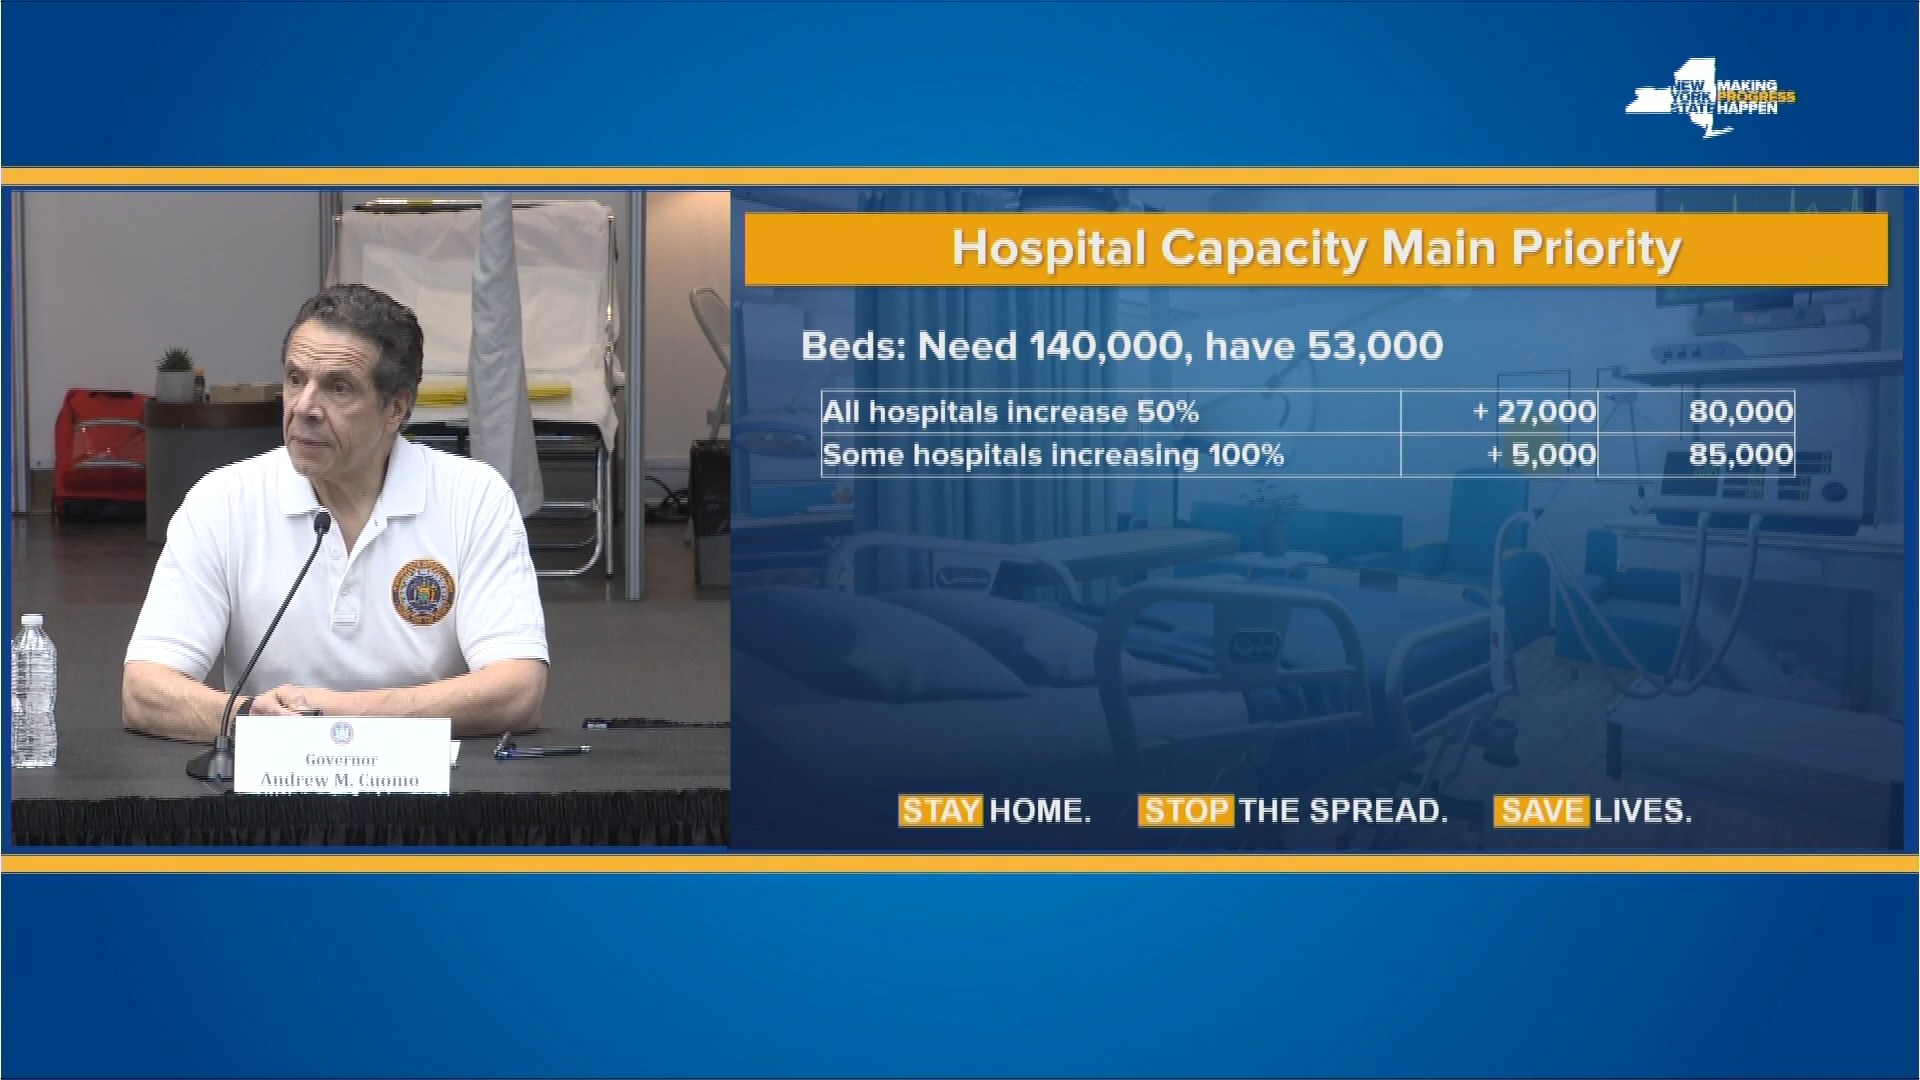 NEW
YORK
STATE
MAKING
PROGRESS
HAPPEN
Hospital Capacity Main Priority
Beds: Need 140,000, have 53,000
All hospitals increase 50% + 27,000 80,000
Some hospitals increasing 100% + 5,000 85,000
STAY HOME. STOP THE SPREAD. SAVE LIVES.
Governor
Andrew M. Cuomo